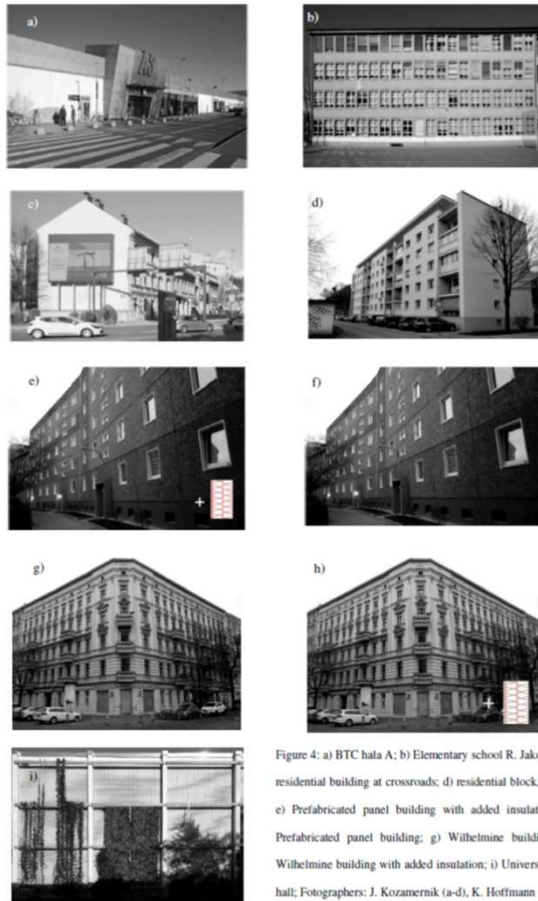 a)
b)
c)
d)
e)
+
f)
g)
h)
+
i)
Figure 4: a) BTC hala A; b) Elementary school R. Jako
residential building at crossroads; d) residential block,
e) Prefabricated panel building with added insulat
Prefabricated panel building; g) Wilhelmine buildi
Wilhelmine building with added insulation; i) Univers
hall; Fotographers: J. Kozamernik (a-d), K. Hoffmann